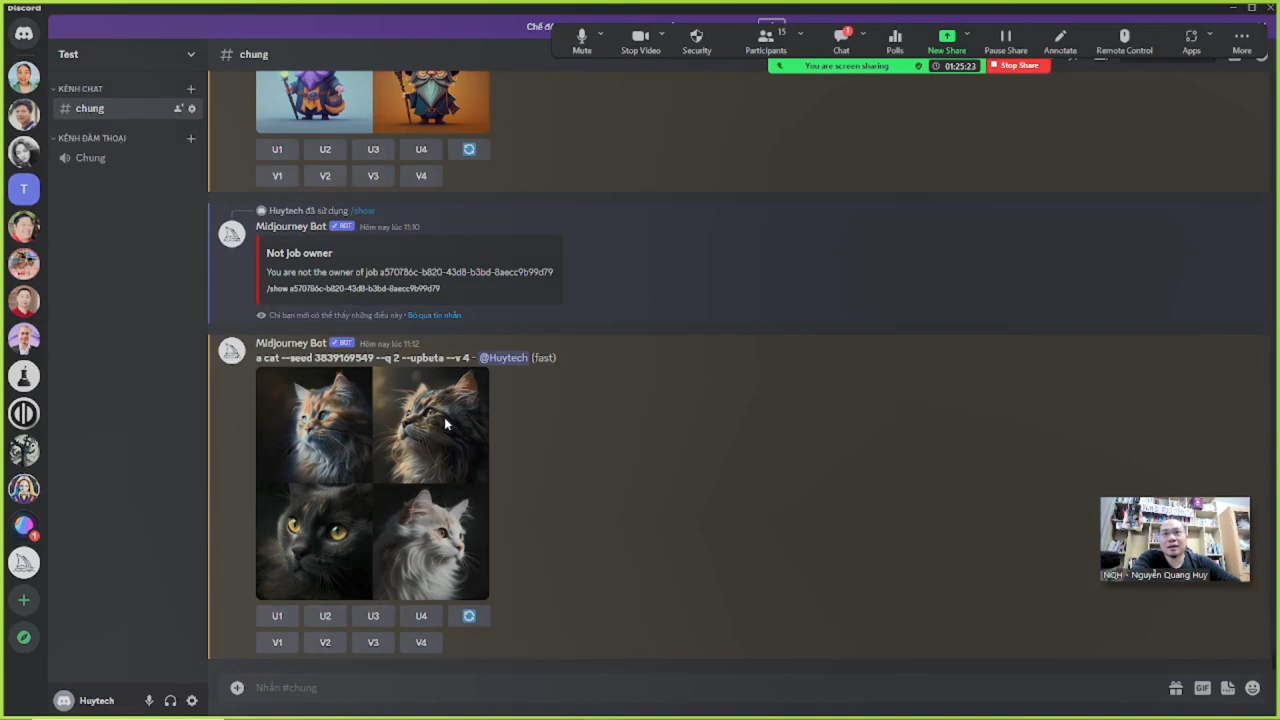 Discord
Chế đ
Mute
Stop Video
Security
15
Participants
1
Chat
Polls
New Share
Pause Share
Annotate
Remote Control
Apps
More
You are screen sharing
01:25:23
Stop Share
Test
# chung
KÊNH CHAT
# chung
KÊNH ĐÀM THOẠI
Chung
T
1
U1
U2
U3
U4
V1
V2
V3
V4
Huytech đã sử dụng /show
Midjourney Bot ✓ BOT Hôm nay lúc 11:10
Not job owner
You are not the owner of job a570786c-b820-43d8-b3bd-8aecc9b99d79
/show a570786c-b820-43d8-b3bd-8aecc9b99d79
Chỉ bạn mới có thể thấy những điều này • Bỏ qua tin nhắn
Midjourney Bot ✓ BOT Hôm nay lúc 11:12
a cat --seed 3839169549 --q 2 --upbeta --v 4 - @Huytech (fast)
U1
U2
U3
U4
V1
V2
V3
V4
NQH - Nguyễn Quang Huy
Huytech
Nhắn #chung
GIF